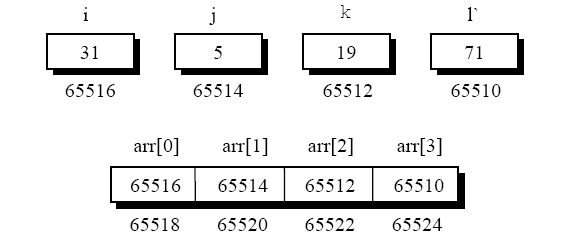 i j k l`
31 5 19 71
65516 65514 65512 65510
arr[0] arr[1] arr[2] arr[3]
65516 65514 65512 65510
65518 65520 65522 65524